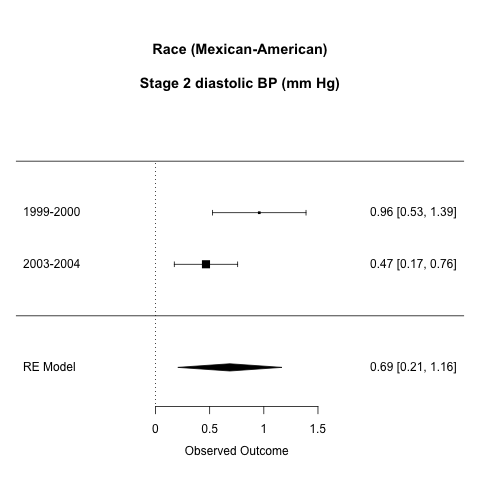 Race (Mexican-American)
Stage 2 diastolic BP (mm Hg)
1999-2000 0.96 [0.53, 1.39]
2003-2004 0.47 [0.17, 0.76]
RE Model 0.69 [0.21, 1.16]
0 0.5 1 1.5
Observed Outcome